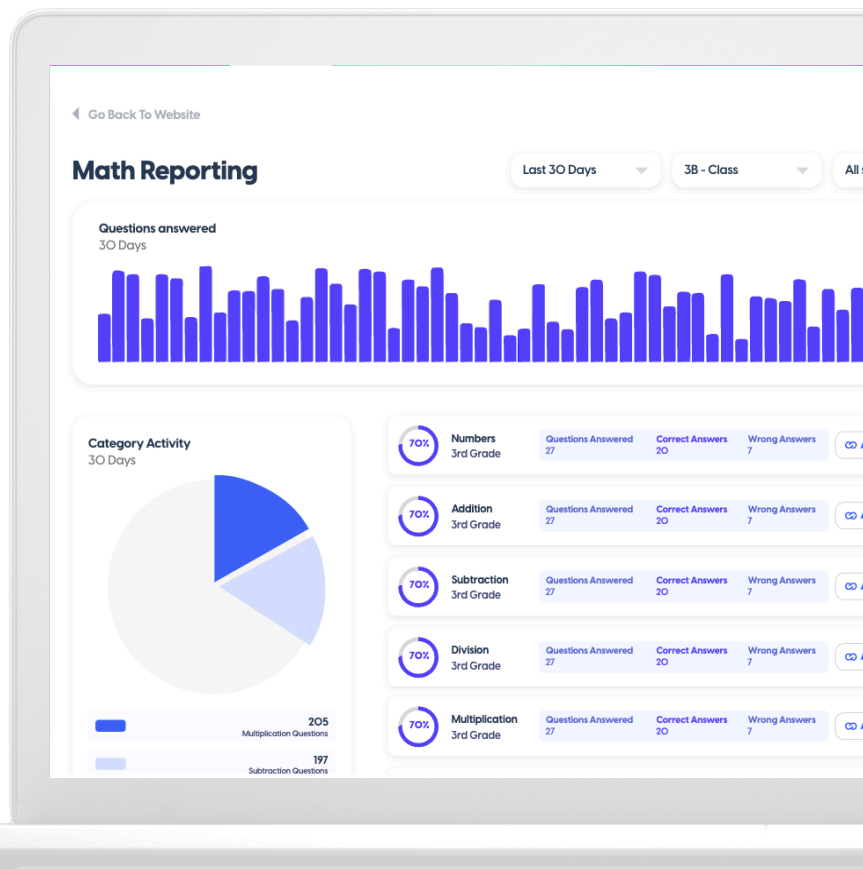 Go Back To Website
Math Reporting
Last 30 Days
3B - Class
All
Questions answered
30 Days
Category Activity
30 Days
205
Multiplication Questions
197
Subtraction Questions
70%
Numbers
3rd Grade
Questions Answered
27
Correct Answers
20
Wrong Answers
7
70%
Addition
3rd Grade
Questions Answered
27
Correct Answers
20
Wrong Answers
7
70%
Subtraction
3rd Grade
Questions Answered
27
Correct Answers
20
Wrong Answers
7
70%
Division
3rd Grade
Questions Answered
27
Correct Answers
20
Wrong Answers
7
70%
Multiplication
3rd Grade
Questions Answered
27
Correct Answers
20
Wrong Answers
7